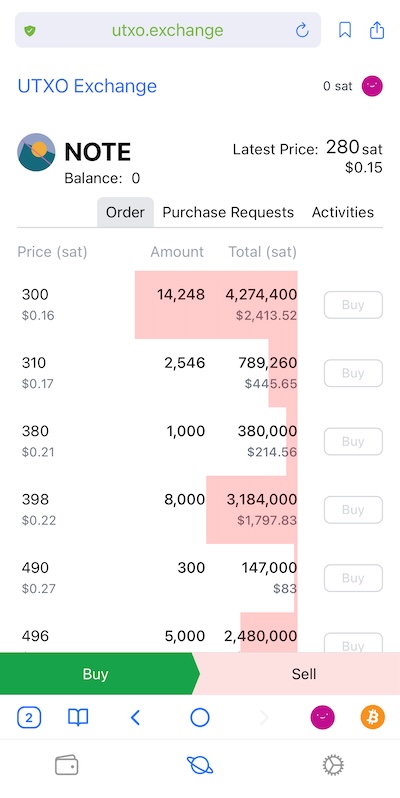 utxo.exchange
UTXO Exchange
0 sat
NOTE
Latest Price: 280 sat
$0.15
Balance: 0
Order Purchase Requests Activities
Price (sat) Amount Total (sat)
300 14,248 4,274,400 Buy
$0.16 $2,413.52
310 2,546 789,260 Buy
$0.17 $445.65
380 1,000 380,000 Buy
$0.21 $214.56
398 8,000 3,184,000 Buy
$0.22 $1,797.83
490 300 147,000 Buy
$0.27 $83
496 5,000 2,480,000 Buy
Buy Sell
2